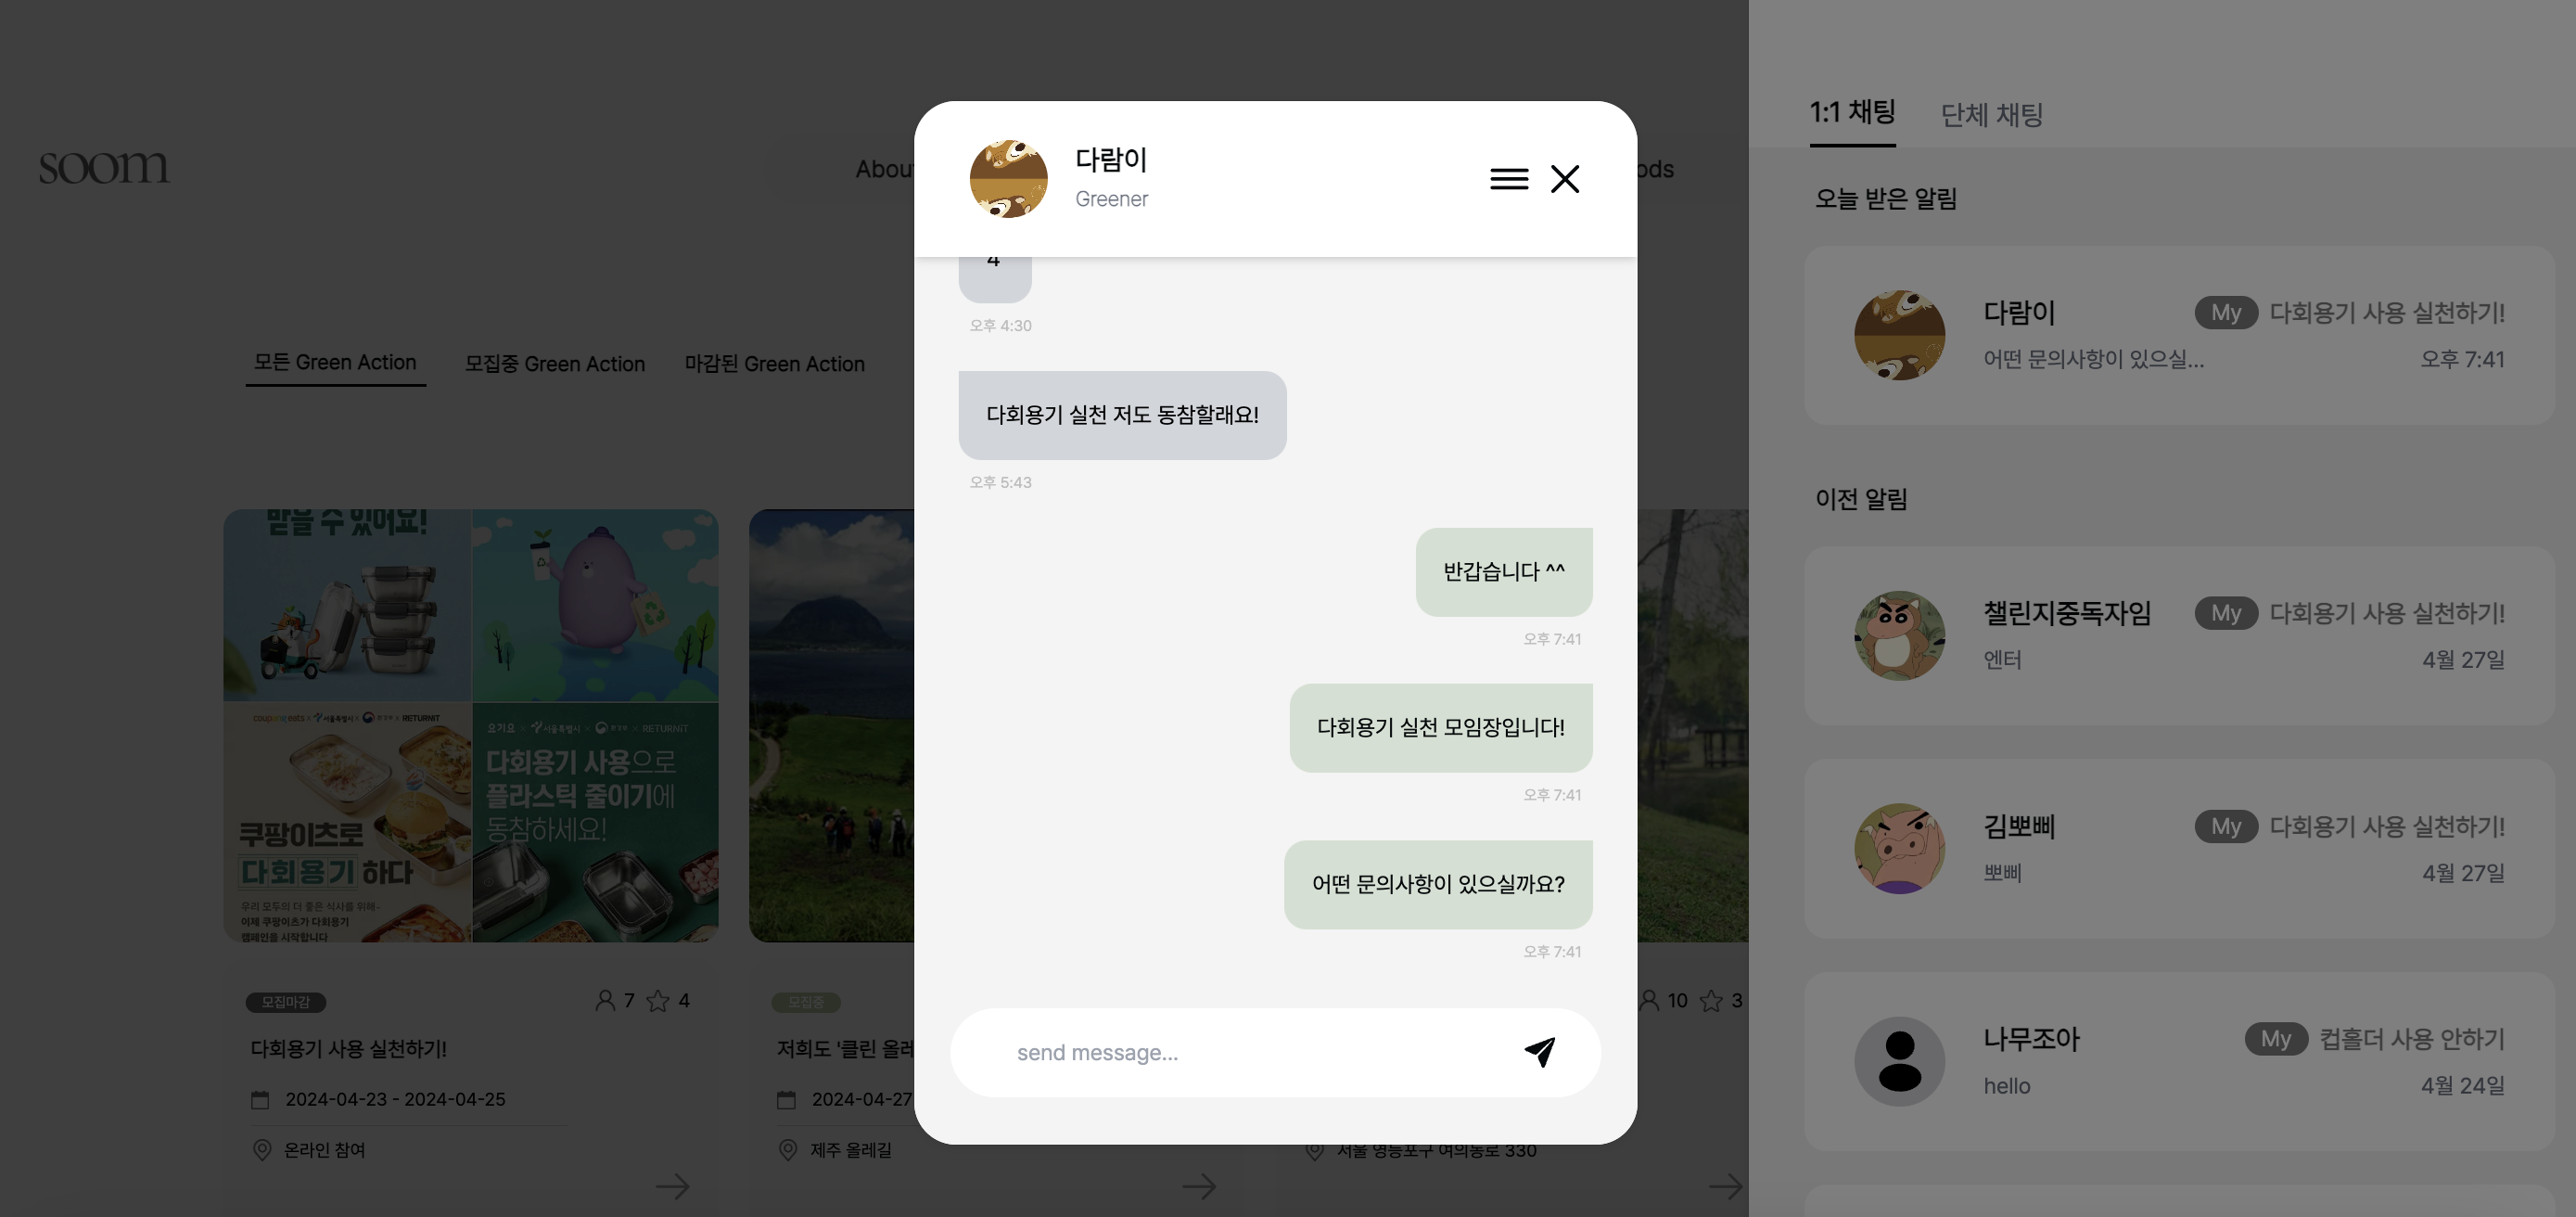 soom
About
ods
모든 Green Action
모집중 Green Action
마감된 Green Action
받을 수 있어요!
coupang eats x 서울특별시 x 환경부 x RETURNIT
쿠팡이츠로
다회용기 하다
우리 모두의 더 좋은 식사를 위해~
이제 쿠팡이츠가 다회용기
캠페인을 시작합니다
요기요 x 서울특별시 x 환경부 x RETURNIT
다회용기 사용으로
플라스틱 줄이기에
동참하세요!
모집마감
7
4
다회용기 사용 실천하기!
2024-04-23 - 2024-04-25
온라인 참여
모집중
저희도 '클린 올레
2024-04-27
제주 올레길
10
3
서울 영등포구 여의동로 330
다람이
Greener
4
오후 4:30
다회용기 실천 저도 동참할래요!
오후 5:43
반갑습니다 ^^
오후 7:41
다회용기 실천 모임장입니다!
오후 7:41
어떤 문의사항이 있으실까요?
오후 7:41
send message...
1:1 채팅
단체 채팅
오늘 받은 알림
다람이
My 다회용기 사용 실천하기!
어떤 문의사항이 있으실...
오후 7:41
이전 알림
챌린지중독자임
My 다회용기 사용 실천하기!
엔터
4월 27일
김뽀삐
My 다회용기 사용 실천하기!
뽀삐
4월 27일
나무조아
My 컵홀더 사용 안하기
hello
4월 24일